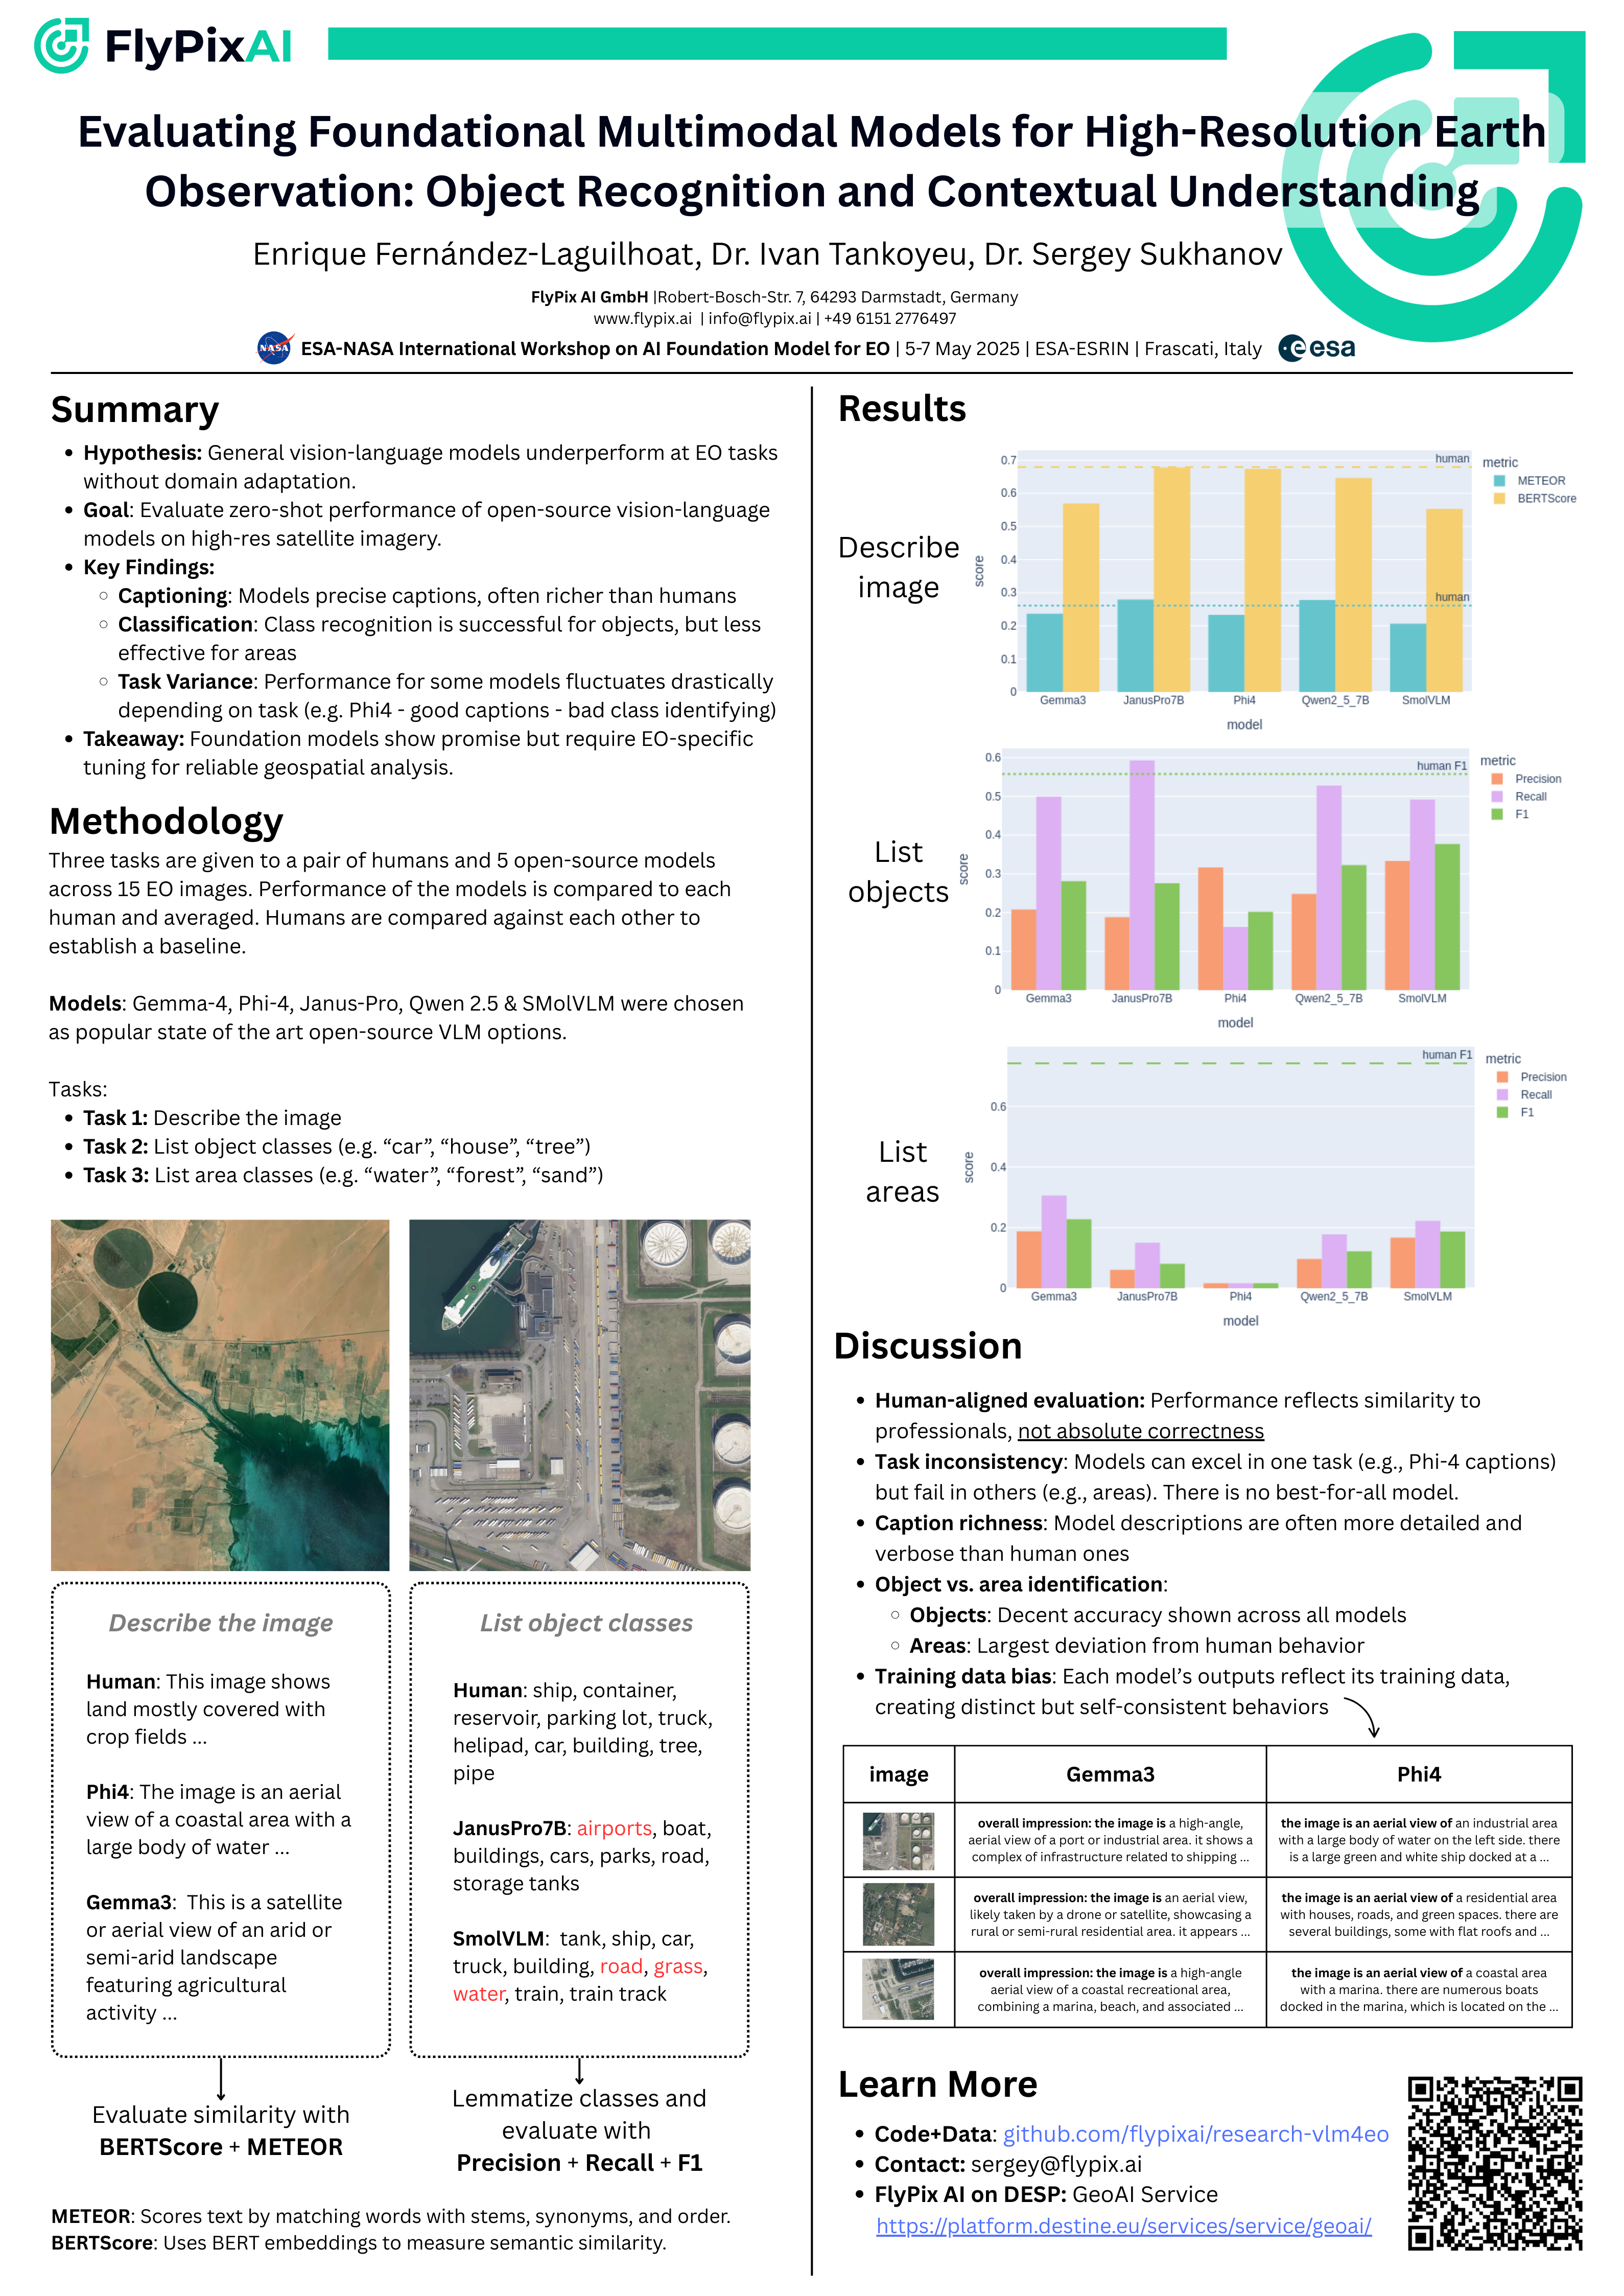 FlyPixAI
Evaluating Foundational Multimodal Models for High-Resolution Earth
Observation: Object Recognition and Contextual Understanding
Enrique Fernández-Laguilhoat, Dr. Ivan Tankoyeu, Dr. Sergey Sukhanov
FlyPix AI GmbH |Robert-Bosch-Str. 7, 64293 Darmstadt, Germany
www.flypix.ai | info@flypix.ai | +49 6151 2776497
NASA ESA-NASA International Workshop on AI Foundation Model for EO | 5-7 May 2025 | ESA-ESRIN | Frascati, Italy esa
Summary
• Hypothesis: General vision-language models underperform at EO tasks
without domain adaptation.
• Goal: Evaluate zero-shot performance of open-source vision-language
models on high-res satellite imagery.
• Key Findings:
◦ Captioning: Models precise captions, often richer than humans
◦ Classification: Class recognition is successful for objects, but less
effective for areas
◦ Task Variance: Performance for some models fluctuates drastically
depending on task (e.g. Phi4 - good captions - bad class identifying)
• Takeaway: Foundation models show promise but require EO-specific
tuning for reliable geospatial analysis.
Methodology
Three tasks are given to a pair of humans and 5 open-source models
across 15 EO images. Performance of the models is compared to each
human and averaged. Humans are compared against each other to
establish a baseline.
Models: Gemma-4, Phi-4, Janus-Pro, Qwen 2.5 & SMolVLM were chosen
as popular state of the art open-source VLM options.
Tasks:
• Task 1: Describe the image
• Task 2: List object classes (e.g. “car”, “house”, “tree”)
• Task 3: List area classes (e.g. “water”, “forest”, “sand”)
Describe the image
Human: This image shows
land mostly covered with
crop fields ...
Phi4: The image is an aerial
view of a coastal area with a
large body of water ...
Gemma3: This is a satellite
or aerial view of an arid or
semi-arid landscape
featuring agricultural
activity ...
Evaluate similarity with
BERTScore + METEOR
List object classes
Human: ship, container,
reservoir, parking lot, truck,
helipad, car, building, tree,
pipe
JanusPro7B: airports, boat,
buildings, cars, parks, road,
storage tanks
SmolVLM: tank, ship, car,
truck, building, road, grass,
water, train, train track
Lemmatize classes and
evaluate with
Precision + Recall + F1
METEOR: Scores text by matching words with stems, synonyms, and order.
BERTScore: Uses BERT embeddings to measure semantic similarity.
Results
Describe
image
score
0.7
0.6
0.5
0.4
0.3
0.2
0.1
0
human
human
Gemma3 JanusPro7B Phi4 Qwen2_5_7B SmolVLM
model
metric
METEOR
BERTScore
List
objects
score
0.6
0.5
0.4
0.3
0.2
0.1
0
human F1
Gemma3 JanusPro7B Phi4 Qwen2_5_7B SmolVLM
model
metric
Precision
Recall
F1
List
areas
score
0.6
0.4
0.2
0
human F1
Gemma3 JanusPro7B Phi4 Qwen2_5_7B SmolVLM
model
metric
Precision
Recall
F1
Discussion
• Human-aligned evaluation: Performance reflects similarity to
professionals, not absolute correctness
• Task inconsistency: Models can excel in one task (e.g., Phi-4 captions)
but fail in others (e.g., areas). There is no best-for-all model.
• Caption richness: Model descriptions are often more detailed and
verbose than human ones
• Object vs. area identification:
◦ Objects: Decent accuracy shown across all models
◦ Areas: Largest deviation from human behavior
• Training data bias: Each model’s outputs reflect its training data,
creating distinct but self-consistent behaviors
image Gemma3 Phi4
overall impression: the image is a high-angle,
aerial view of a port or industrial area. it shows a
complex of infrastructure related to shipping ...
the image is an aerial view of an industrial area
with a large body of water on the left side. there
is a large green and white ship docked at a ...
overall impression: the image is an aerial view,
likely taken by a drone or satellite, showcasing a
rural or semi-rural residential area. it appears ...
the image is an aerial view of a residential area
with houses, roads, and green spaces. there are
several buildings, some with flat roofs and ...
overall impression: the image is a high-angle
aerial view of a coastal recreational area,
combining a marina, beach, and associated ...
the image is an aerial view of a coastal area
with a marina. there are numerous boats
docked in the marina, which is located on the ...
Learn More
• Code+Data: github.com/flypixai/research-vlm4eo
• Contact: sergey@flypix.ai
• FlyPix AI on DESP: GeoAI Service
https://platform.destine.eu/services/service/geoai/